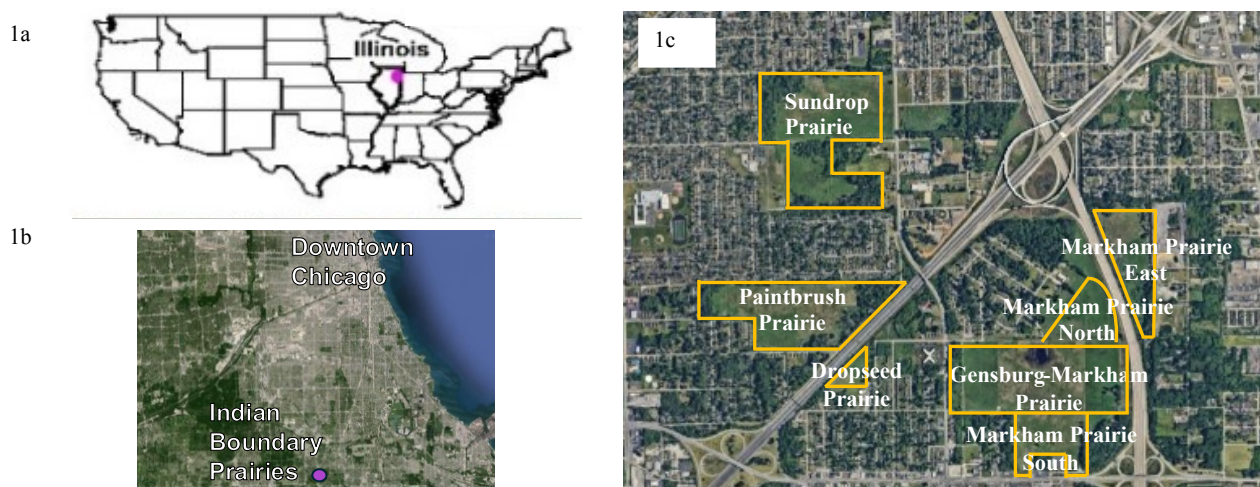 1a
Illinois
1b
Downtown
Chicago
Indian
Boundary
Prairies
1c
Sundrop
Prairie
Markham Prairie
East
Paintbrush
Prairie
Markham Prairie
North
Dropseed
Prairie
Gensburg-Markham
Prairie
Markham Prairie
South